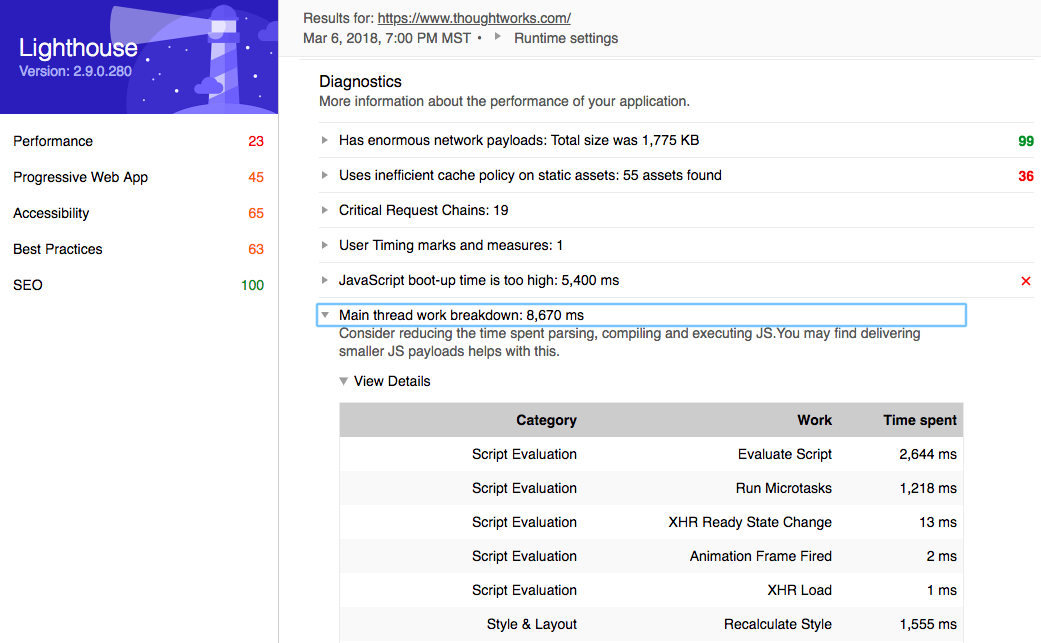 Lighthouse
Version: 2.9.0.280
Performance 23
Progressive Web App 45
Accessibility 65
Best Practices 63
SEO 100
Results for: https://www.thoughtworks.com/
Mar 6, 2018, 7:00 PM MST • Runtime settings
Diagnostics
More information about the performance of your application.
Has enormous network payloads: Total size was 1,775 KB 99
Uses inefficient cache policy on static assets: 55 assets found 36
Critical Request Chains: 19
User Timing marks and measures: 1
JavaScript boot-up time is too high: 5,400 ms ✕
Main thread work breakdown: 8,670 ms
Consider reducing the time spent parsing, compiling and executing JS.You may find delivering
smaller JS payloads helps with this.
View Details
Category Work Time spent
Script Evaluation Evaluate Script 2,644 ms
Script Evaluation Run Microtasks 1,218 ms
Script Evaluation XHR Ready State Change 13 ms
Script Evaluation Animation Frame Fired 2 ms
Script Evaluation XHR Load 1 ms
Style & Layout Recalculate Style 1,555 ms